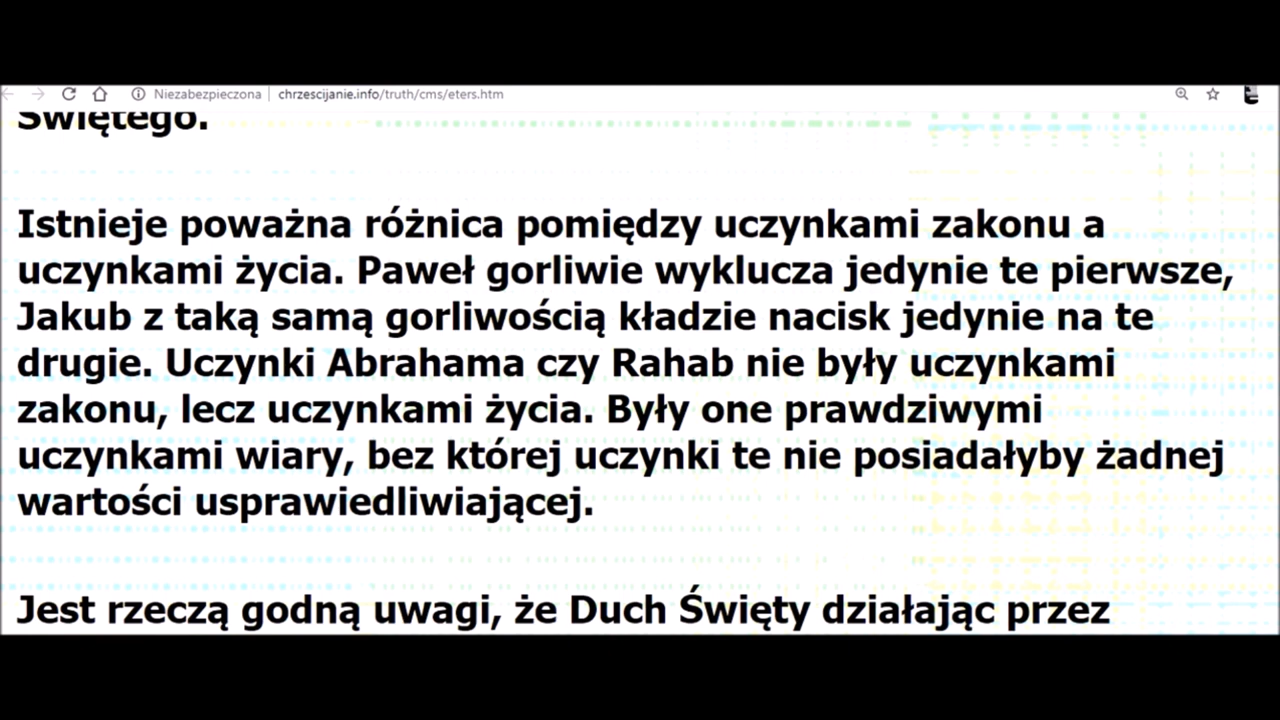 Niezabezpieczona chrzescijanie.info/truth/cms/eters.htm
Świętego.
Istnieje poważna różnica pomiędzy uczynkami zakonu a
uczynkami życia. Paweł gorliwie wyklucza jedynie te pierwsze,
Jakub z taką samą gorliwością kładzie nacisk jedynie na te
drugie. Uczynki Abrahama czy Rahab nie były uczynkami
zakonu, lecz uczynkami życia. Były one prawdziwymi
uczynkami wiary, bez której uczynki te nie posiadałyby żadnej
wartości usprawiedliwiającej.
Jest rzeczą godną uwagi, że Duch Święty działając przez